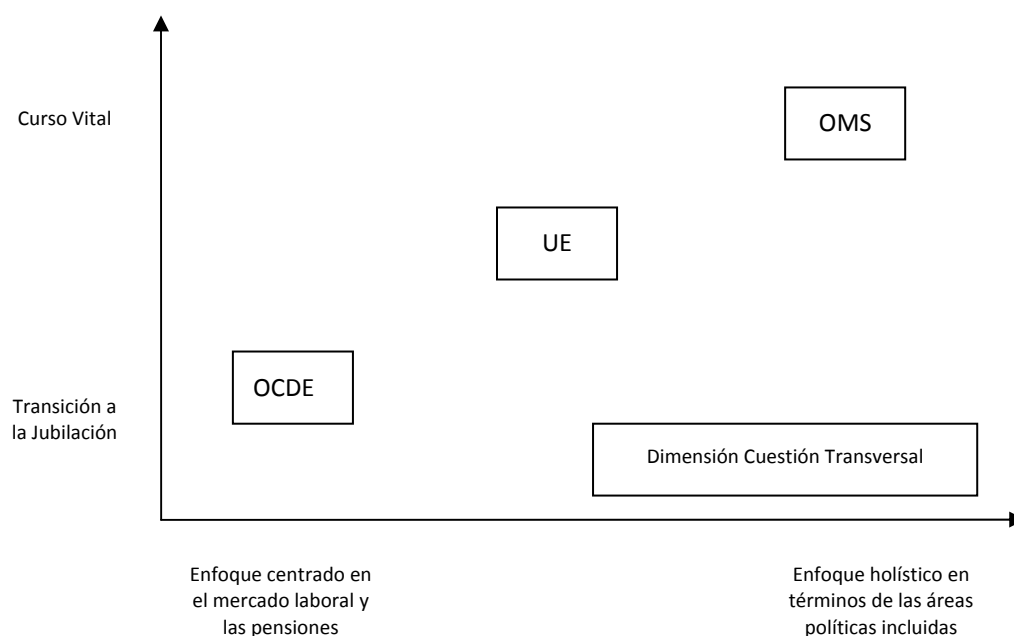 Curso Vital
OMS
UE
OCDE
Transición a
la Jubilación
Dimensión Cuestión Transversal
Enfoque centrado en
el mercado laboral y
las pensiones
Enfoque holístico en
términos de las áreas
políticas incluidas